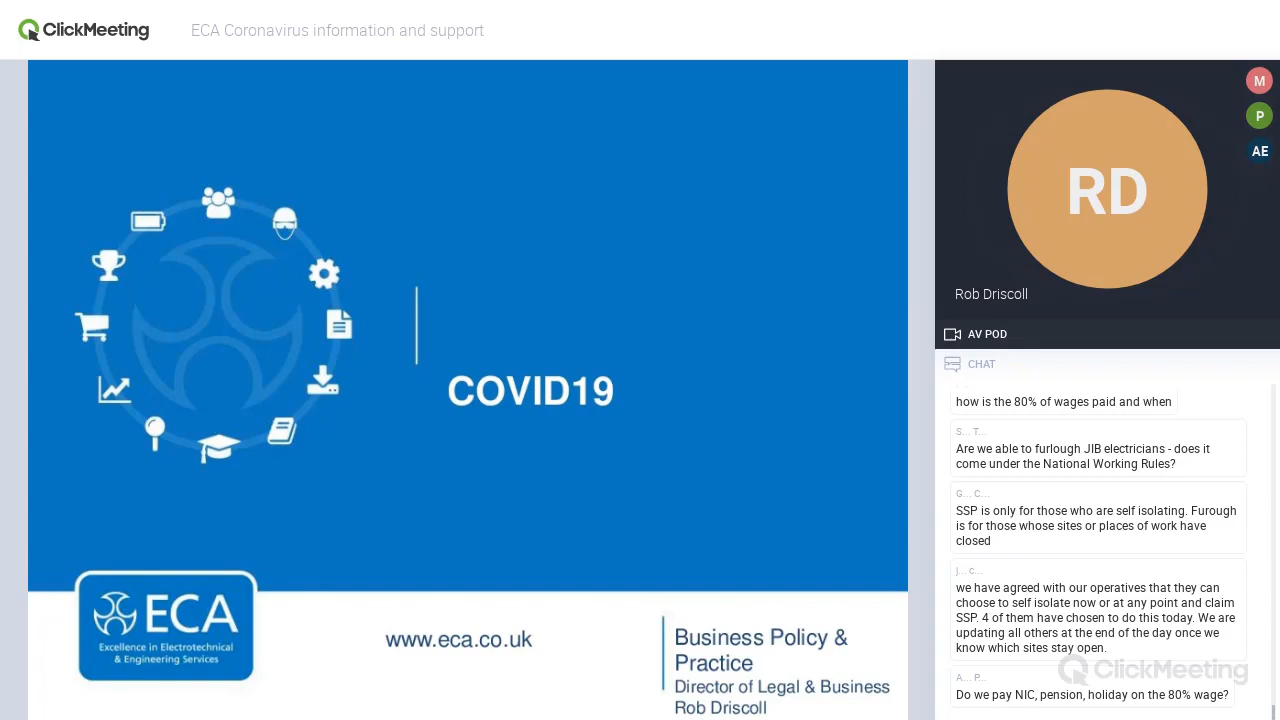 ClickMeeting
ECA Coronavirus information and support
M
P
AE
RD
Rob Driscoll
AV POD
CHAT
how is the 80% of wages paid and when
S... T...
Are we able to furlough JIB electricians - does it
come under the National Working Rules?
G... C...
SSP is only for those who are self isolating. Furough
is for those whose sites or places of work have
closed
j... c...
we have agreed with our operatives that they can
choose to self isolate now or at any point and claim
SSP. 4 of them have chosen to do this today. We are
updating all others at the end of the day once we
know which sites stay open.
A... P...
Do we pay NIC, pension, holiday on the 80% wage?
ClickMeeting
COVID19
ECA
Excellence in Electrotechnical
& Engineering Services
www.eca.co.uk
Business Policy &
Practice
Director of Legal & Business
Rob Driscoll